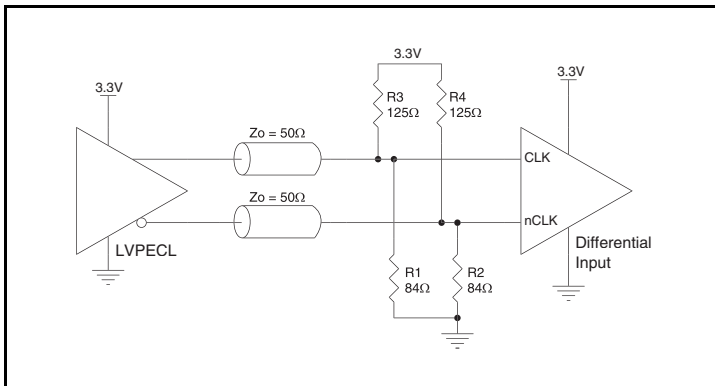 3.3V
3.3V
3.3V
R3
125Ω
R4
125Ω
Zo = 50Ω
CLK
Zo = 50Ω
nCLK
LVPECL
Differential
Input
R1
84Ω
R2
84Ω